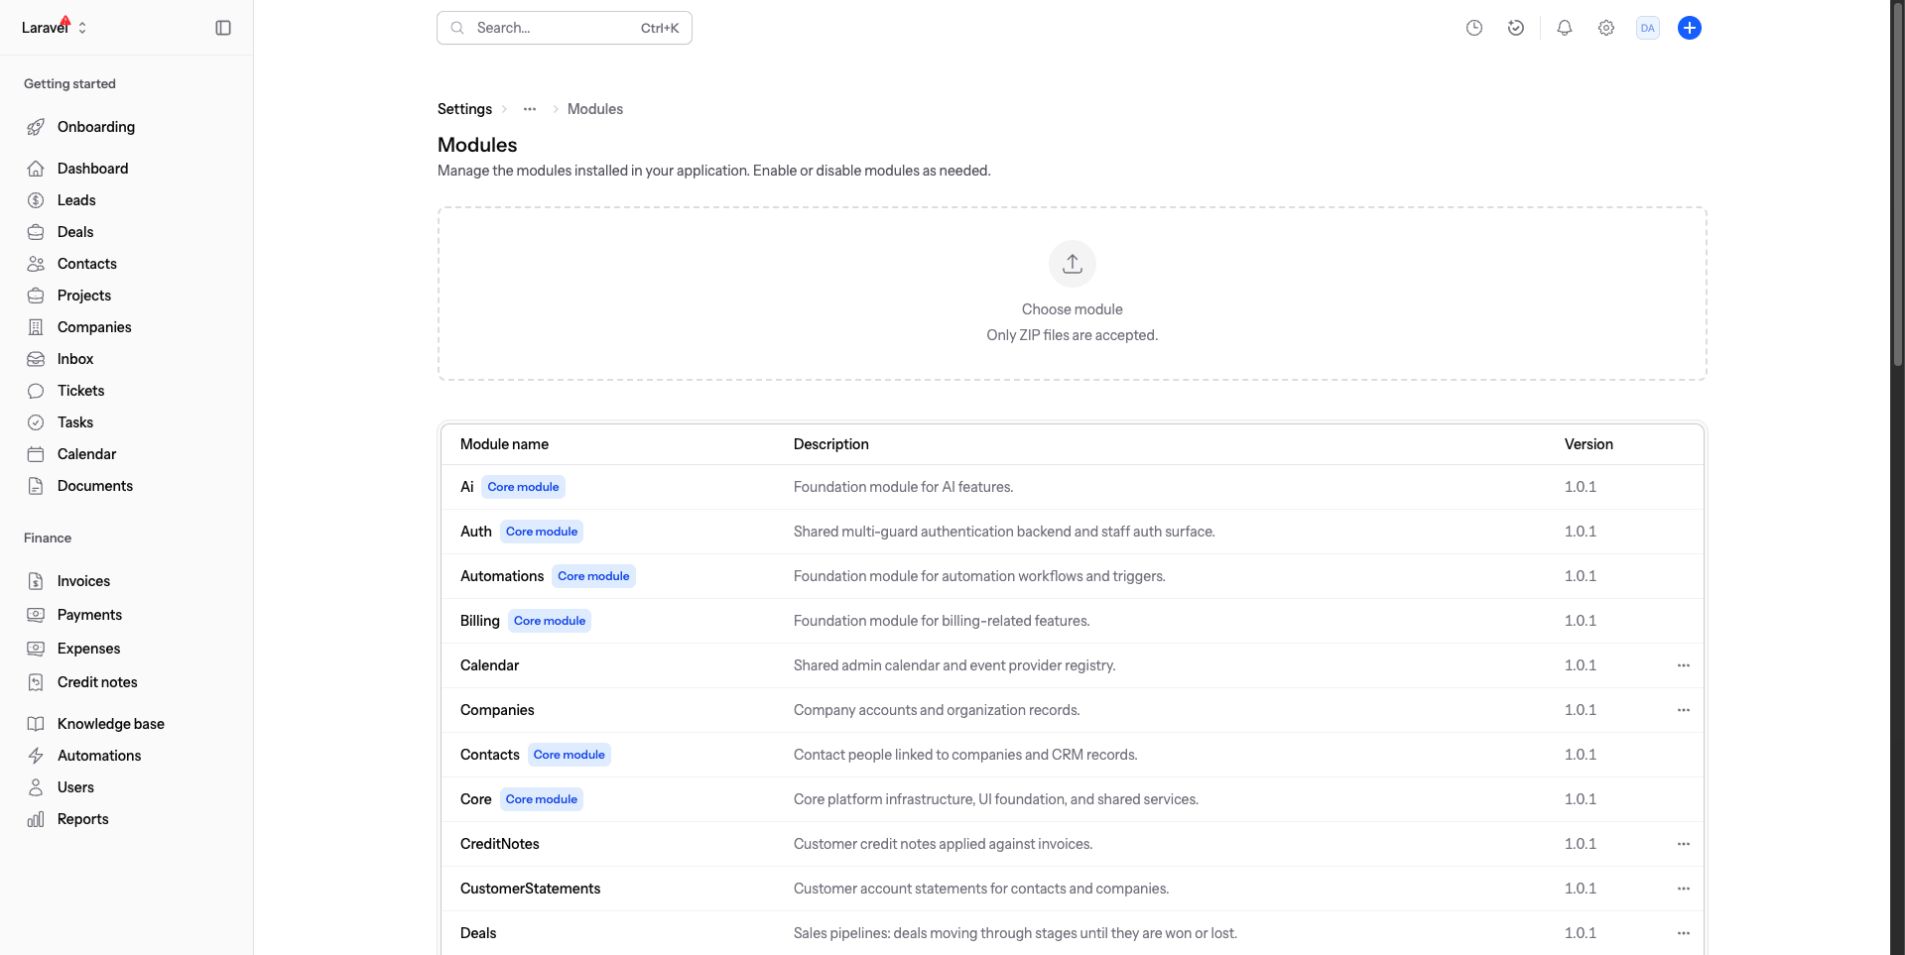 Laravel
Search...
Ctrl+K
DA
Getting started
Onboarding
Dashboard
Leads
Deals
Contacts
Projects
Companies
Inbox
Tickets
Tasks
Calendar
Documents
Finance
Invoices
Payments
Expenses
Credit notes
Knowledge base
Automations
Users
Reports
Settings > ... > Modules
Modules
Manage the modules installed in your application. Enable or disable modules as needed.
Choose module
Only ZIP files are accepted.
Module name Description Version
Ai Core module Foundation module for AI features. 1.0.1
Auth Core module Shared multi-guard authentication backend and staff auth surface. 1.0.1
Automations Core module Foundation module for automation workflows and triggers. 1.0.1
Billing Core module Foundation module for billing-related features. 1.0.1
Calendar Shared admin calendar and event provider registry. 1.0.1 ...
Companies Company accounts and organization records. 1.0.1 ...
Contacts Core module Contact people linked to companies and CRM records. 1.0.1
Core Core module Core platform infrastructure, UI foundation, and shared services. 1.0.1
CreditNotes Customer credit notes applied against invoices. 1.0.1 ...
CustomerStatements Customer account statements for contacts and companies. 1.0.1 ...
Deals Sales pipelines: deals moving through stages until they are won or lost. 1.0.1 ...